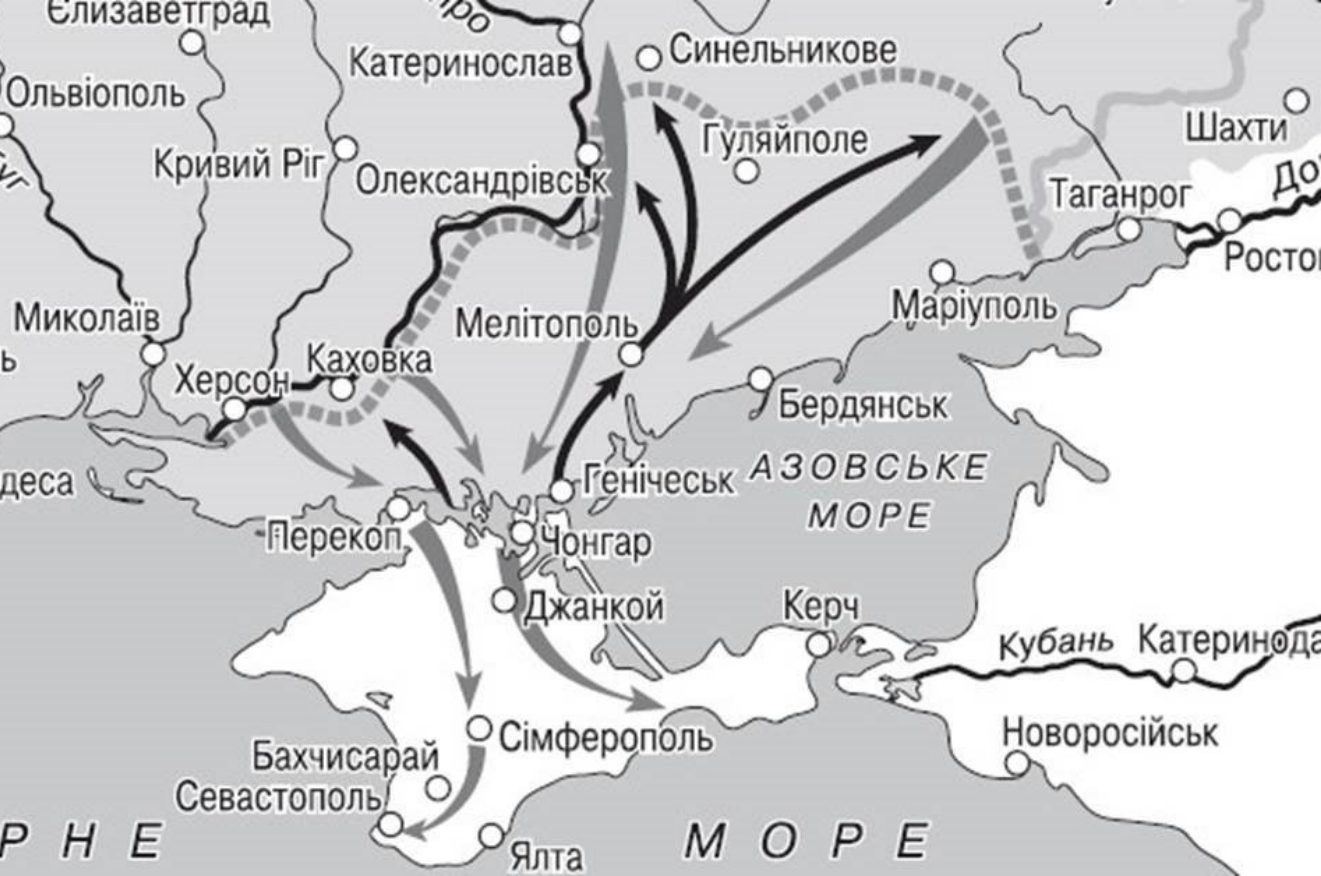 Єлизаветград
Катеринослав
Синельникове
Ольвіополь
Кривий Ріг
Олександрівськ
Гуляйполе
Шахти
Таганрог
Миколаїв
Мелітополь
Маріуполь
Каховка
Херсон
Бердянськ
Генічеськ
АЗОВСЬКЕ
МОРЕ
Перекоп
Чонгар
Джанкой
Керч
Кубань
Сімферополь
Новоросійськ
Бахчисарай
Севастополь
МОРЕ
Ялта